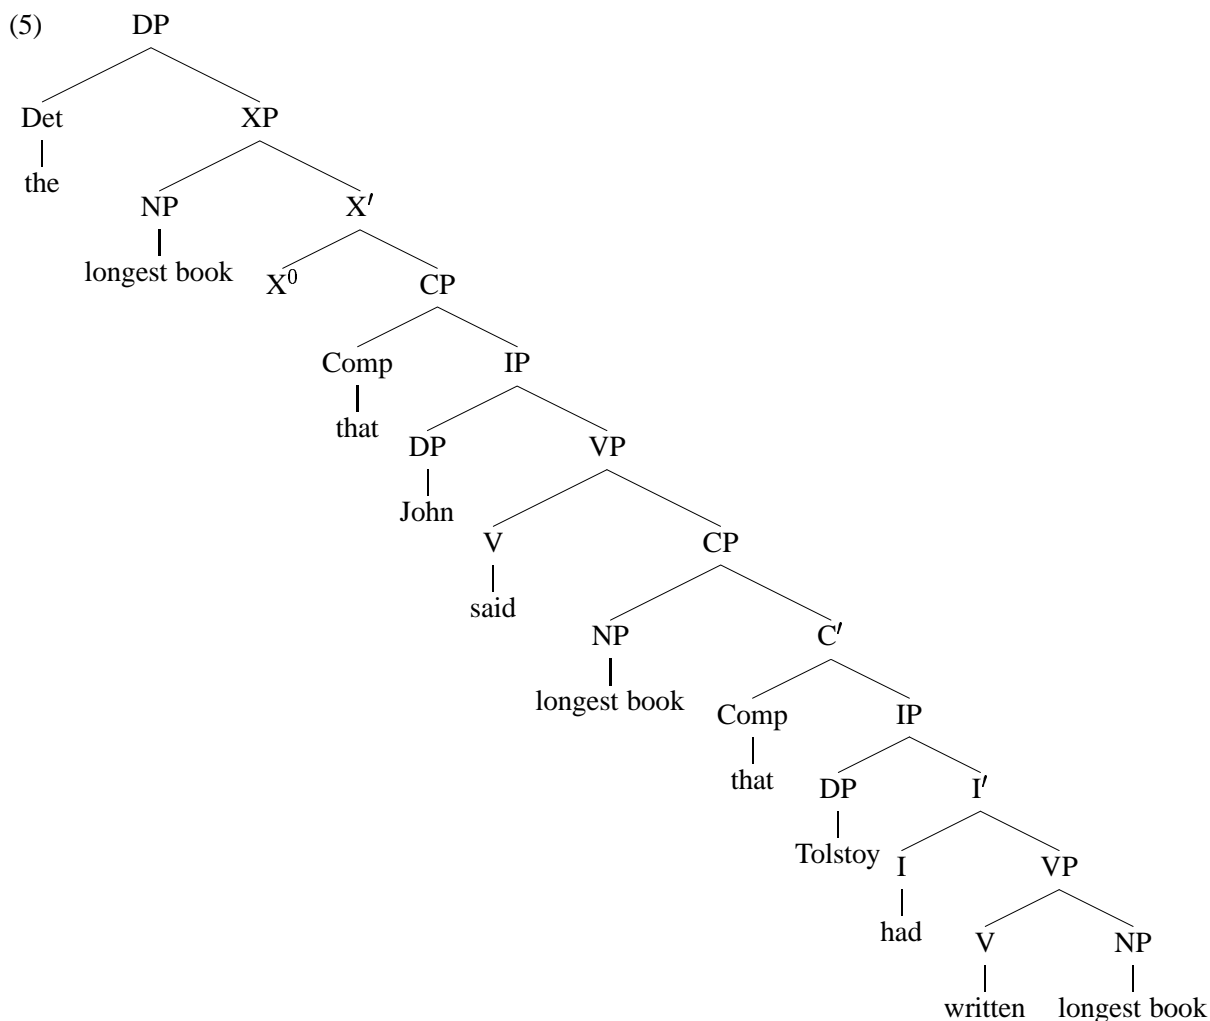 (5) DP
Det XP
the
NP X′
longest book X⁰ CP
Comp IP
that
DP VP
John
V CP
said
NP C′
longest book
Comp IP
that
DP I′
Tolstoy
I VP
had
V NP
written longest book